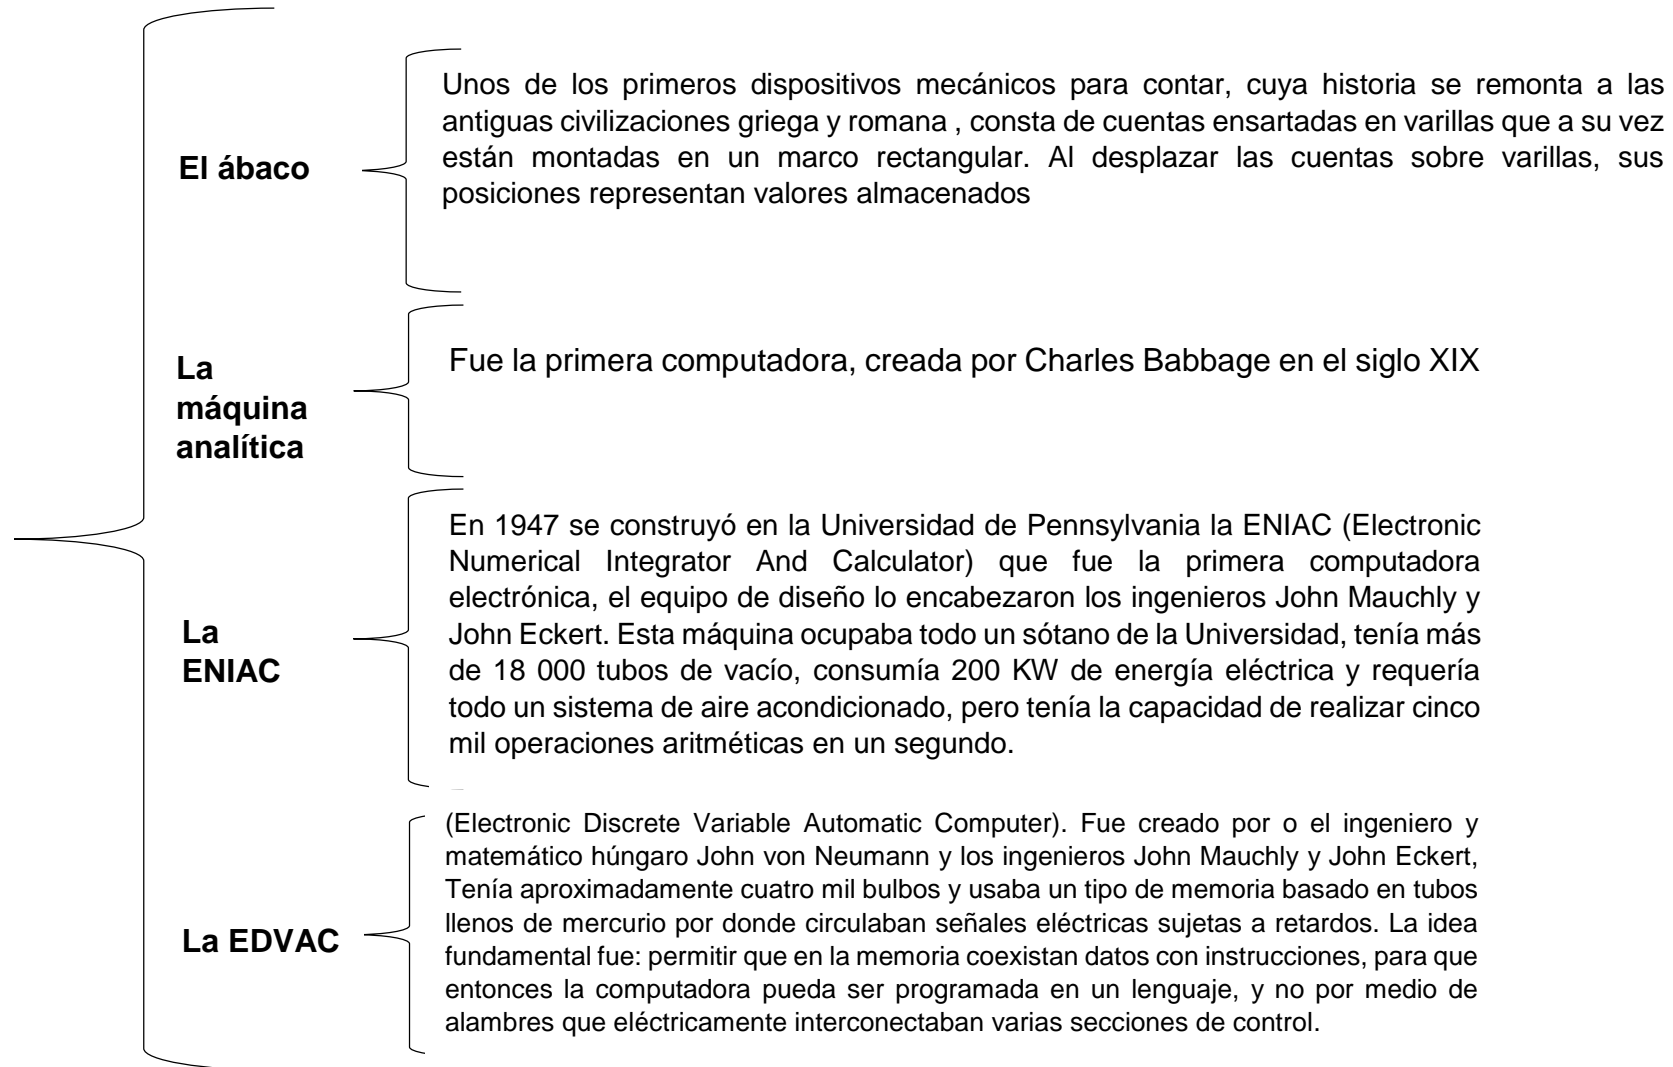 El ábaco
Unos de los primeros dispositivos mecánicos para contar, cuya historia se remonta a las
antiguas civilizaciones griega y romana , consta de cuentas ensartadas en varillas que a su vez
están montadas en un marco rectangular. Al desplazar las cuentas sobre varillas, sus
posiciones representan valores almacenados
La
máquina
analítica
Fue la primera computadora, creada por Charles Babbage en el siglo XIX
La
ENIAC
En 1947 se construyó en la Universidad de Pennsylvania la ENIAC (Electronic
Numerical Integrator And Calculator) que fue la primera computadora
electrónica, el equipo de diseño lo encabezaron los ingenieros John Mauchly y
John Eckert. Esta máquina ocupaba todo un sótano de la Universidad, tenía más
de 18 000 tubos de vacío, consumía 200 KW de energía eléctrica y requería
todo un sistema de aire acondicionado, pero tenía la capacidad de realizar cinco
mil operaciones aritméticas en un segundo.
La EDVAC
(Electronic Discrete Variable Automatic Computer). Fue creado por o el ingeniero y
matemático húngaro John von Neumann y los ingenieros John Mauchly y John Eckert,
Tenía aproximadamente cuatro mil bulbos y usaba un tipo de memoria basado en tubos
llenos de mercurio por donde circulaban señales eléctricas sujetas a retardos. La idea
fundamental fue: permitir que en la memoria coexistan datos con instrucciones, para que
entonces la computadora pueda ser programada en un lenguaje, y no por medio de
alambres que eléctricamente interconectaban varias secciones de control.